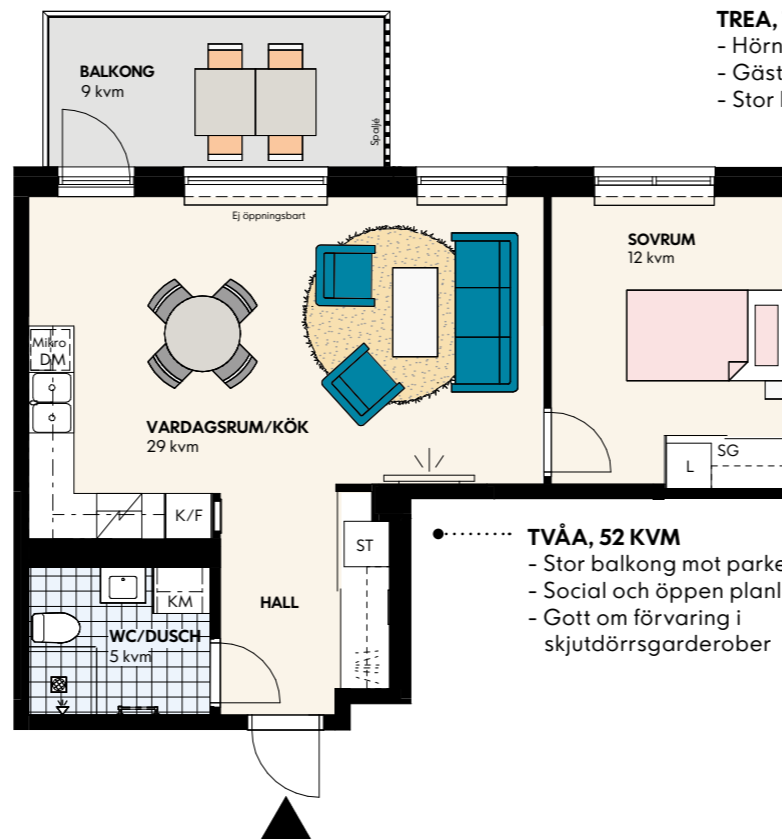 TREA,
- Hörn
- Gäst
- Stor
BALKONG
9 kvm
Spaljé
Ej öppningsbart
SOVRUM
12 kvm
Mikro
DM
VARDAGSRUM/KÖK
29 kvm
L
SG
K/F
ST
TVÅA, 52 KVM
- Stor balkong mot parke
- Social och öppen planl
- Gott om förvaring i
skjutdörrsgarderober
KM
HALL
WC/DUSCH
5 kvm